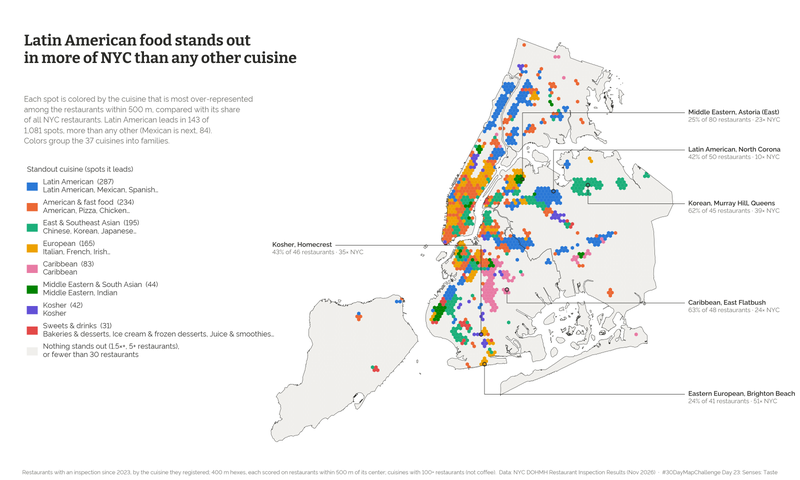 Latin American food stands out
in more of NYC than any other cuisine
Each spot is colored by the cuisine that is most over-represented
among the restaurants within 500 m, compared with its share
of all NYC restaurants. Latin American leads in 143 of
1,081 spots, more than any other (Mexican is next, 84).
Colors group the 37 cuisines into families.
Standout cuisine (spots it leads)
Latin American (287)
Latin American, Mexican, Spanish...
American & fast food (234)
American, Pizza, Chicken...
East & Southeast Asian (195)
Chinese, Korean, Japanese...
European (165)
Italian, French, Irish...
Caribbean (83)
Caribbean
Middle Eastern & South Asian (44)
Middle Eastern, Indian
Kosher (42)
Kosher
Sweets & drinks (31)
Bakeries & desserts, Ice cream & frozen desserts, Juice & smoothies...
Nothing stands out (1.5×+, 5+ restaurants),
or fewer than 30 restaurants
Middle Eastern, Astoria (East)
25% of 80 restaurants · 23× NYC
Latin American, North Corona
42% of 50 restaurants · 10× NYC
Korean, Murray Hill, Queens
62% of 45 restaurants · 39× NYC
Kosher, Homecrest
43% of 46 restaurants · 35× NYC
Caribbean, East Flatbush
63% of 48 restaurants · 24× NYC
Eastern European, Brighton Beach
24% of 41 restaurants · 51× NYC
Restaurants with an inspection since 2023, by the cuisine they registered; 400 m hexes, each scored on restaurants within 500 m of its center; cuisines with 100+ restaurants (not coffee). Data: NYC DOHMH Restaurant Inspection Results (Nov 2026) · #30DayMapChallenge Day 23: Senses: Taste